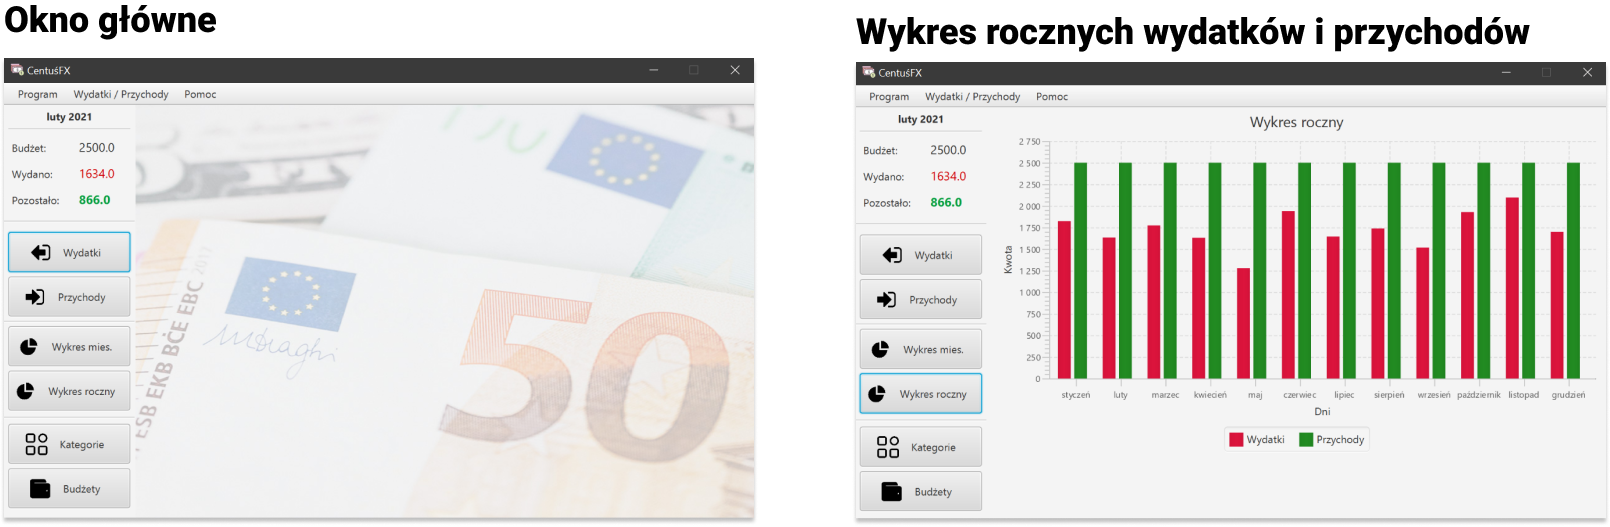 Okno główne
CentuśFX
Program Wydatki / Przychody Pomoc
luty 2021
Budżet: 2500.0
Wydano: 1634.0
Pozostało: 866.0
Wydatki
Przychody
Wykres mies.
Wykres roczny
Kategorie
Budżety
ESB EKB BĊE EBC 2017
50
Wykres rocznych wydatków i przychodów
CentuśFX
Program Wydatki / Przychody Pomoc
luty 2021
Budżet: 2500.0
Wydano: 1634.0
Pozostało: 866.0
Wydatki
Przychody
Wykres mies.
Wykres roczny
Kategorie
Budżety
Wykres roczny
Kwota
2 750
2 500
2 250
2 000
1 750
1 500
1 250
1 000
750
500
250
0
styczeń luty marzec kwiecień maj czerwiec lipiec sierpień wrzesień październik listopad grudzień
Dni
Wydatki Przychody